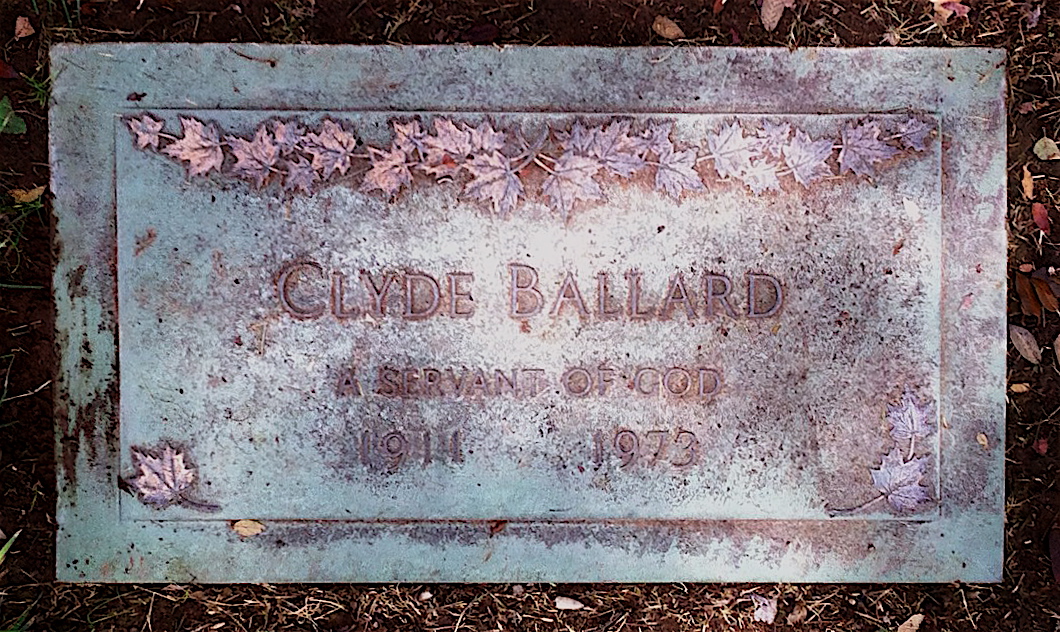 CLYDE BALLARD
A SERVANT OF GOD
1911 1973